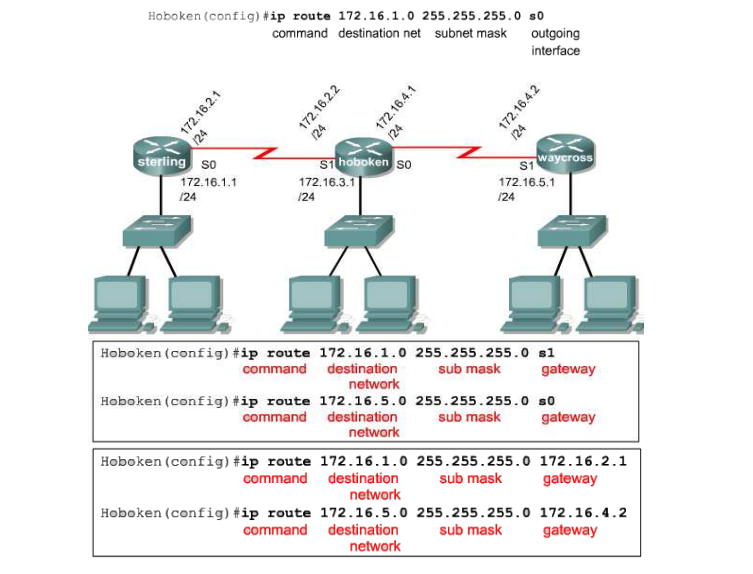 Hoboken(config)#ip route 172.16.1.0 255.255.255.0 s0
command destination net subnet mask outgoing
interface
172.16.2.1
/24
172.16.2.2
/24
172.16.4.1
/24
172.16.4.2
/24
sterling S0 S1 hoboken S0 S1 waycross
172.16.1.1
/24
172.16.3.1
/24
172.16.5.1
/24
Hoboken(config)#ip route 172.16.1.0 255.255.255.0 s1
command destination sub mask gateway
network
Hoboken(config)#ip route 172.16.5.0 255.255.255.0 s0
command destination sub mask gateway
network
Hoboken(config)#ip route 172.16.1.0 255.255.255.0 172.16.2.1
command destination sub mask gateway
network
Hoboken(config)#ip route 172.16.5.0 255.255.255.0 172.16.4.2
command destination sub mask gateway
network